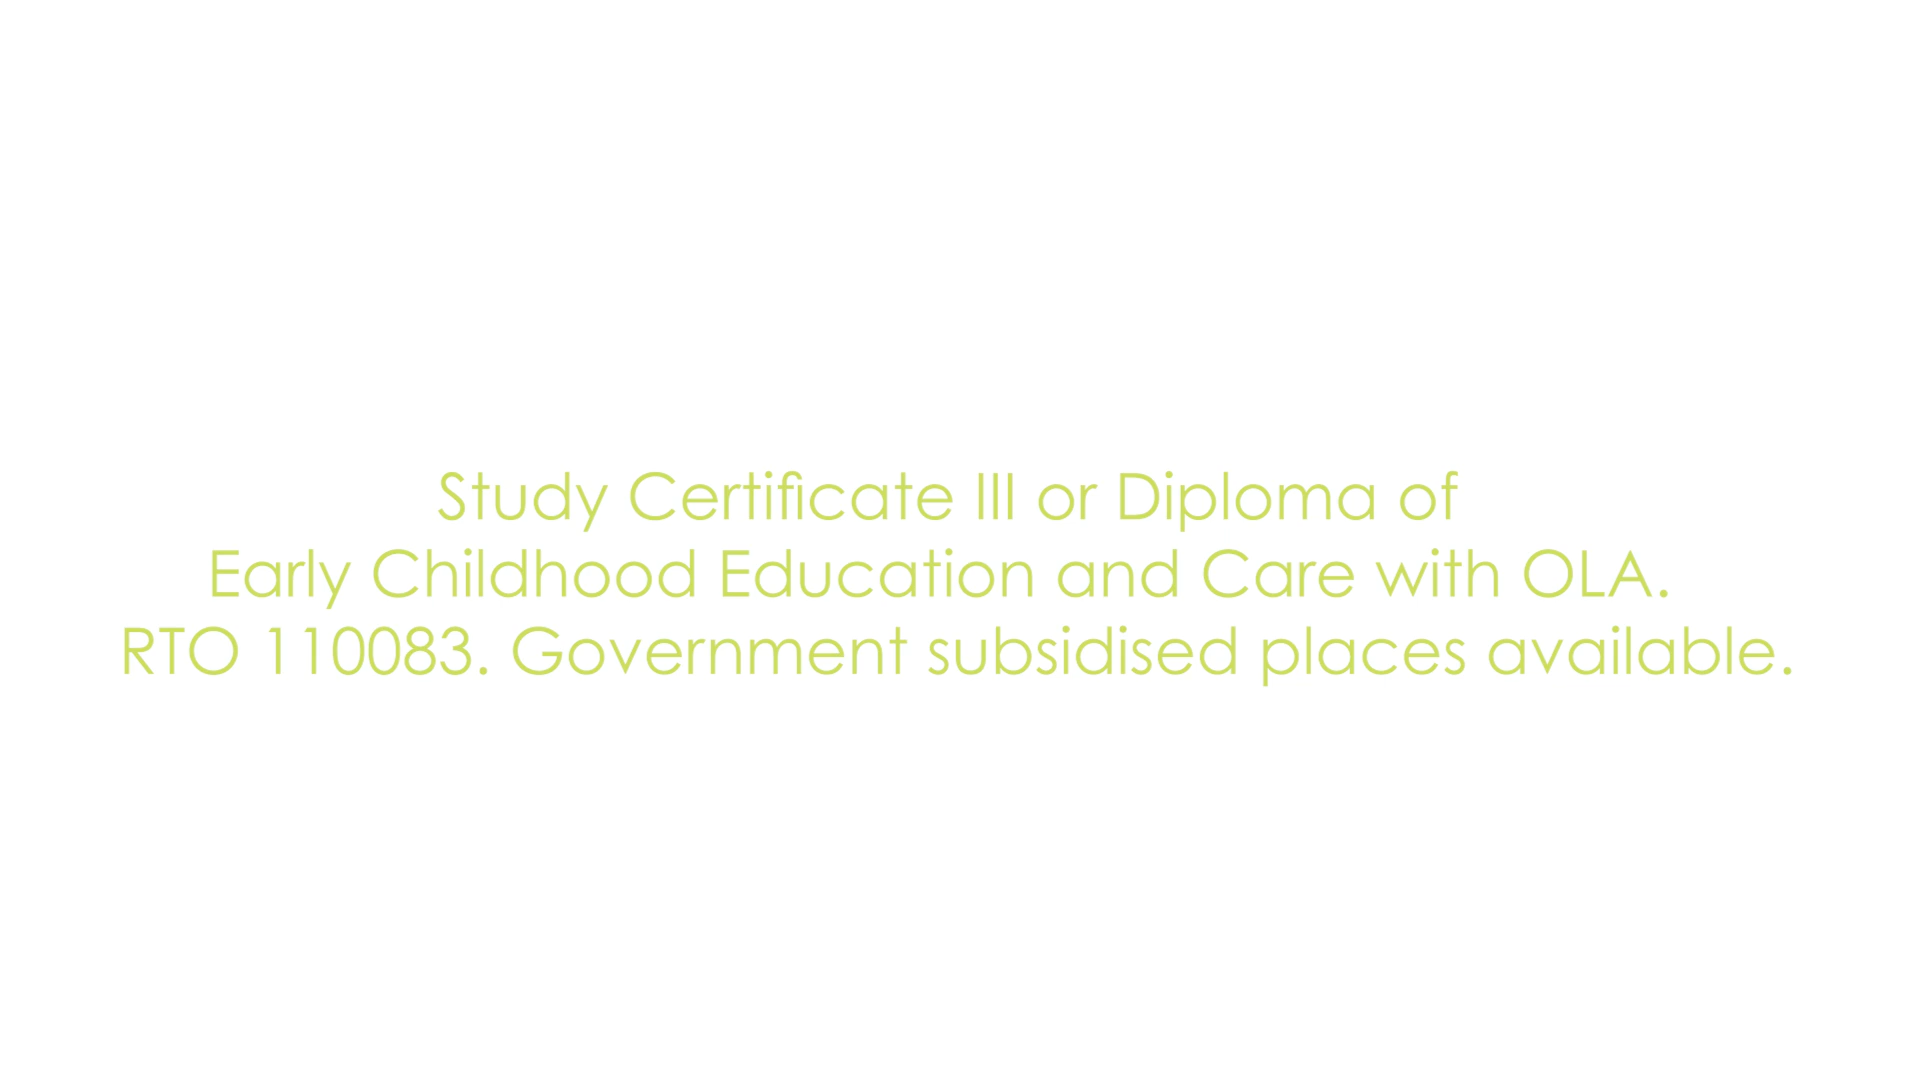 Study Certificate III or Diploma of
Early Childhood Education and Care with OLA.
RTO 110083. Government subsidised places available.